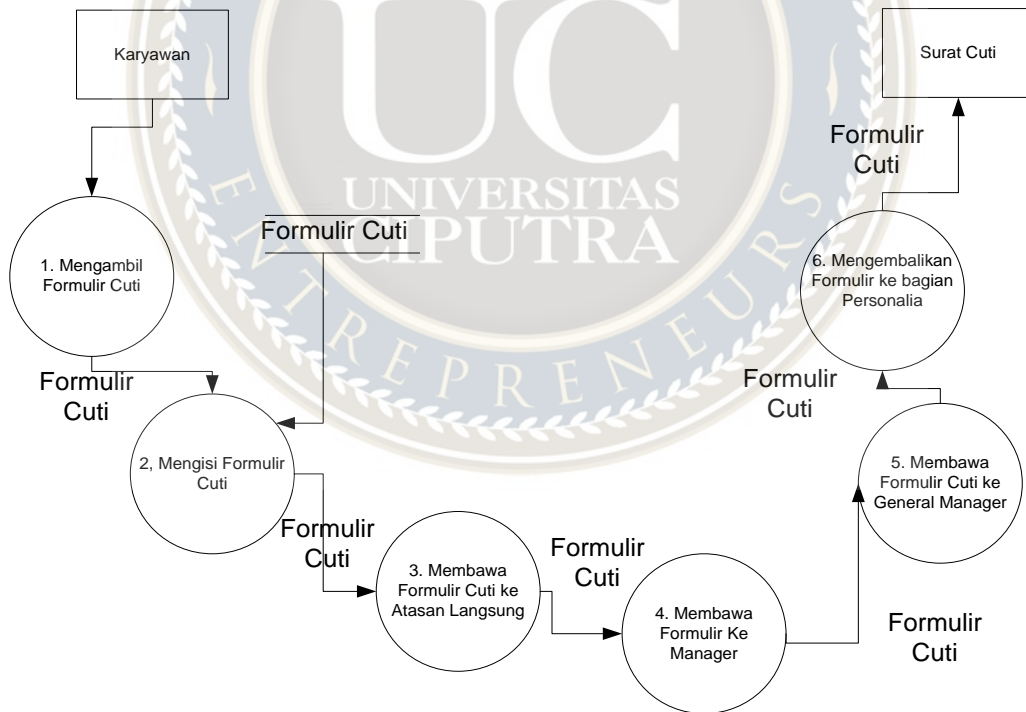 Karyawan
Surat Cuti
Formulir
Cuti
1. Mengambil
Formulir Cuti
Formulir Cuti
UC
UNIVERSITAS
CIPUTRA
ENTREPRENEURS
6. Mengembalikan
Formulir ke bagian
Personalia
Formulir
Cuti
Formulir
Cuti
2, Mengisi Formulir
Cuti
5. Membawa
Formulir Cuti ke
General Manager
Formulir
Cuti
3. Membawa
Formulir Cuti ke
Atasan Langsung
Formulir
Cuti
4. Membawa
Formulir Ke
Manager
Formulir
Cuti